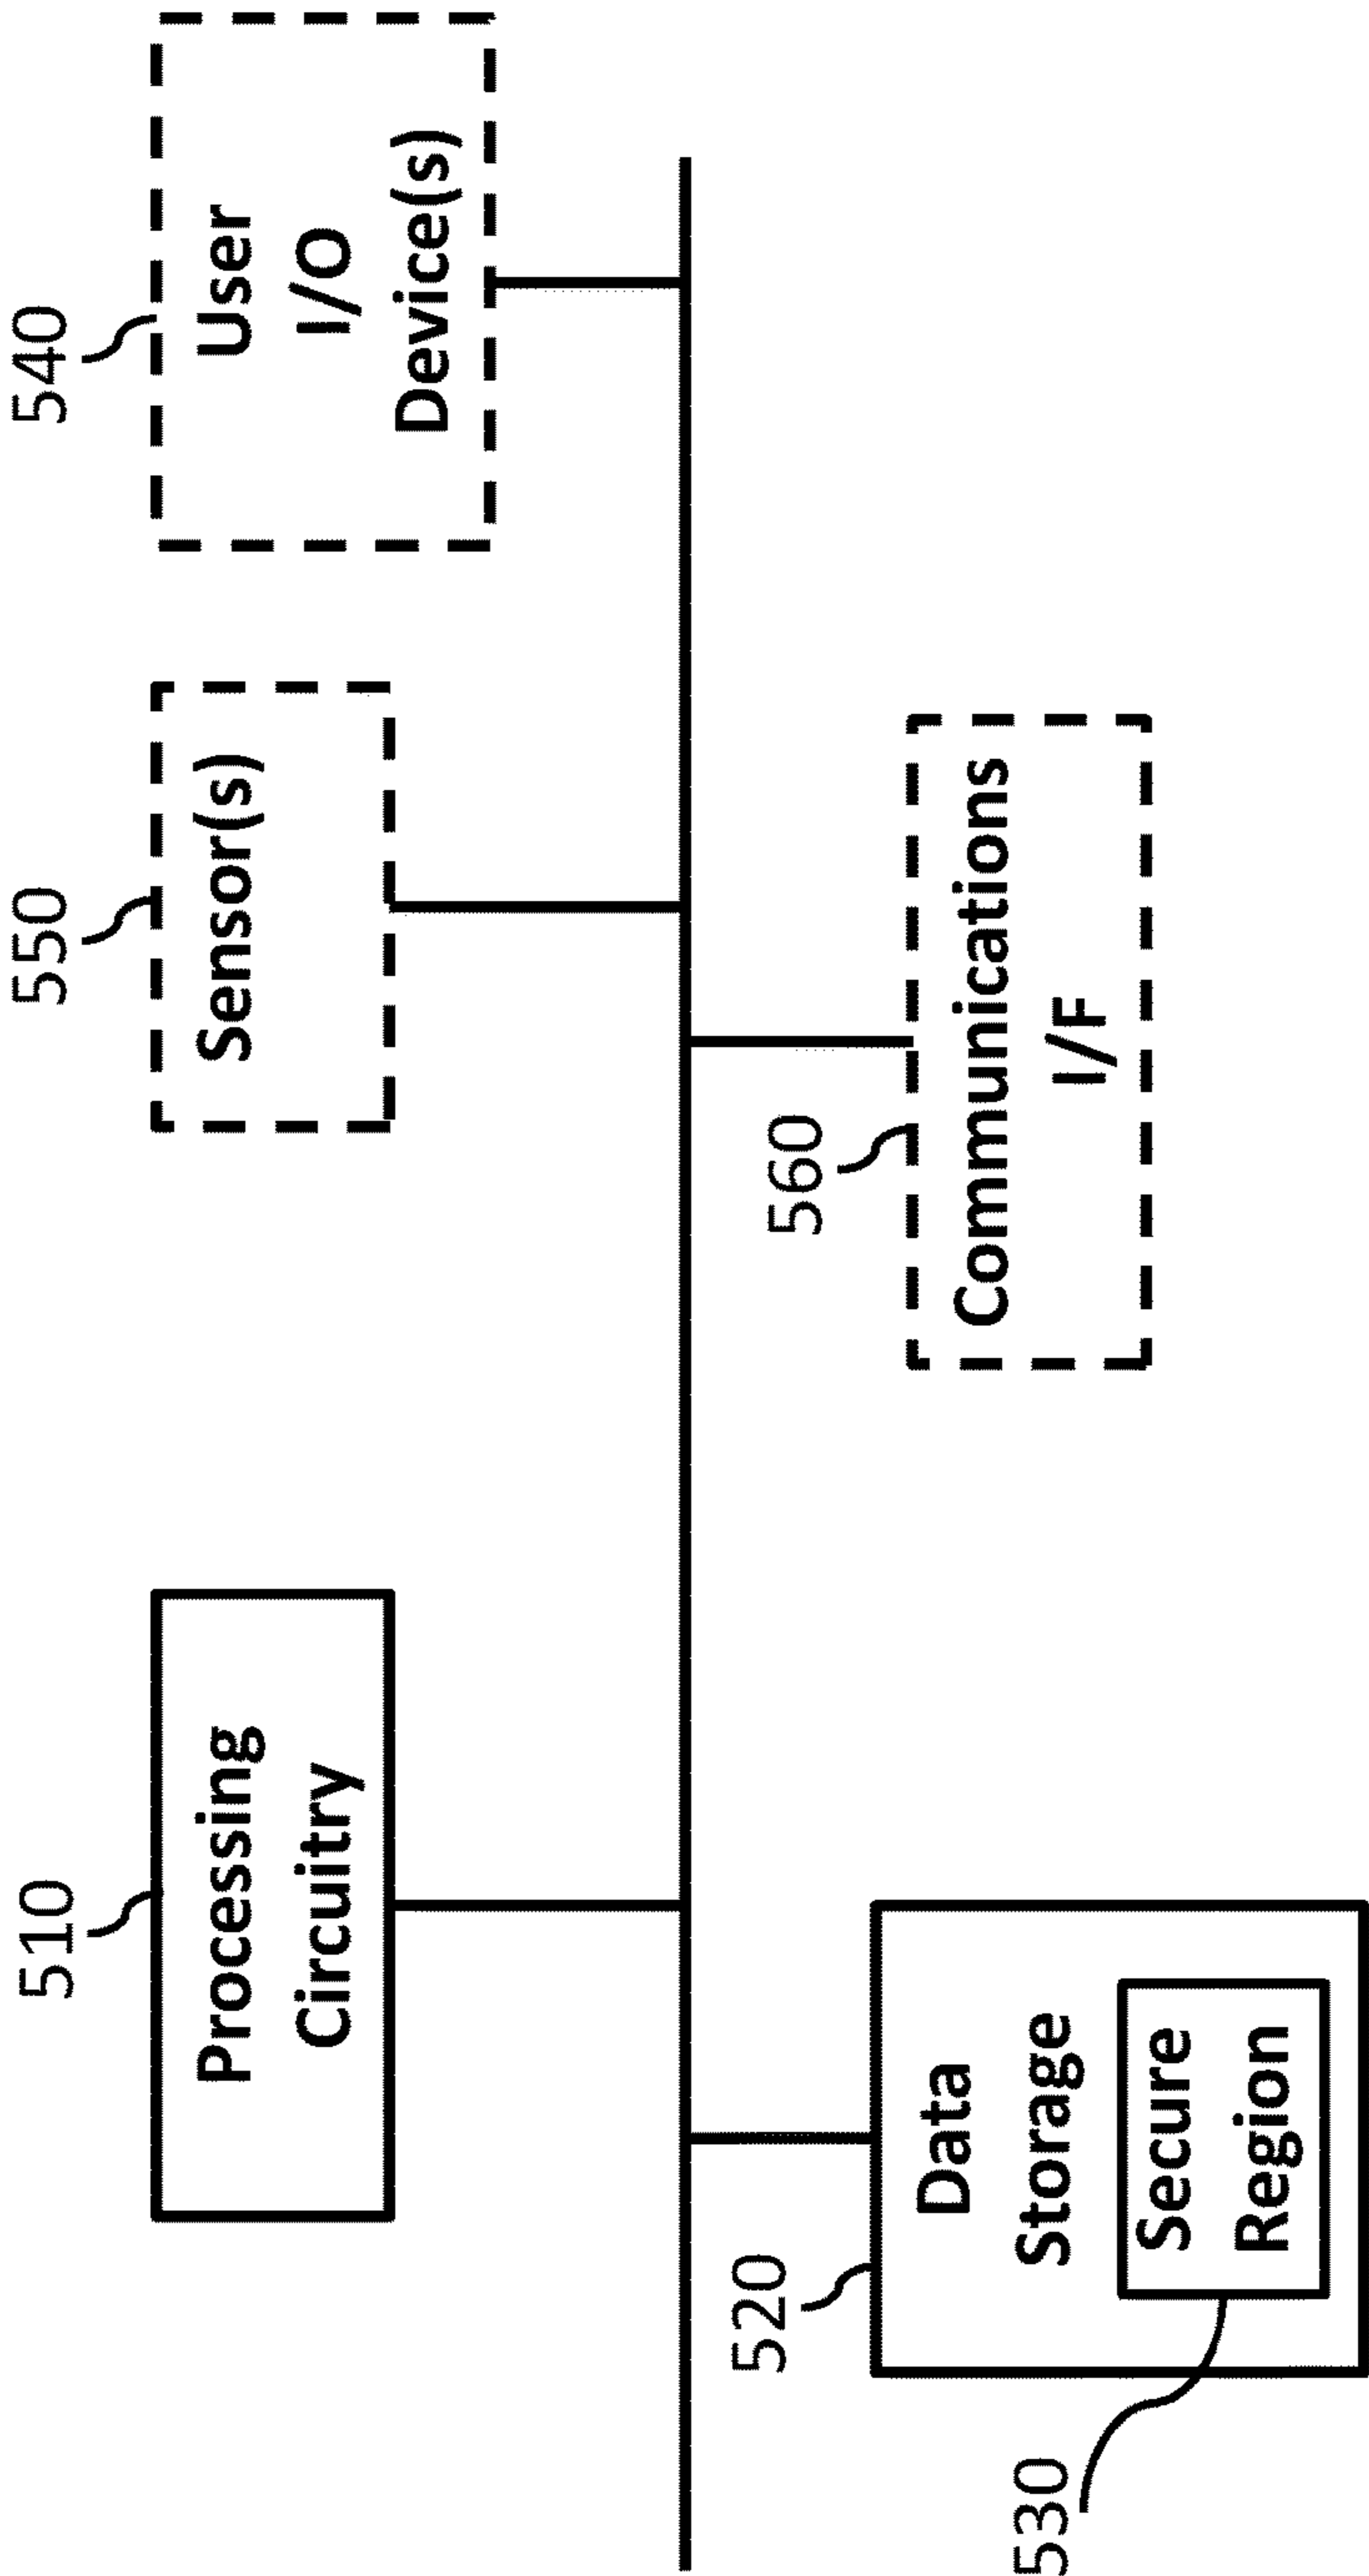 510
Processing
Circuitry
550
Sensor(s)
540
User
I/O
Device(s)
520
Data
Storage
530
Secure
Region
560
Communications
I/F